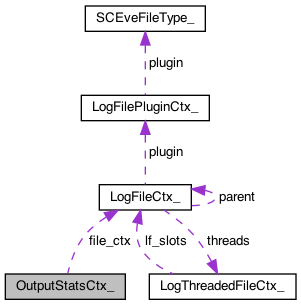 SCEveFileType_
plugin
LogFilePluginCtx_
plugin
LogFileCtx_
parent
file_ctx
lf_slots
threads
OutputStatsCtx_
LogThreadedFileCtx_